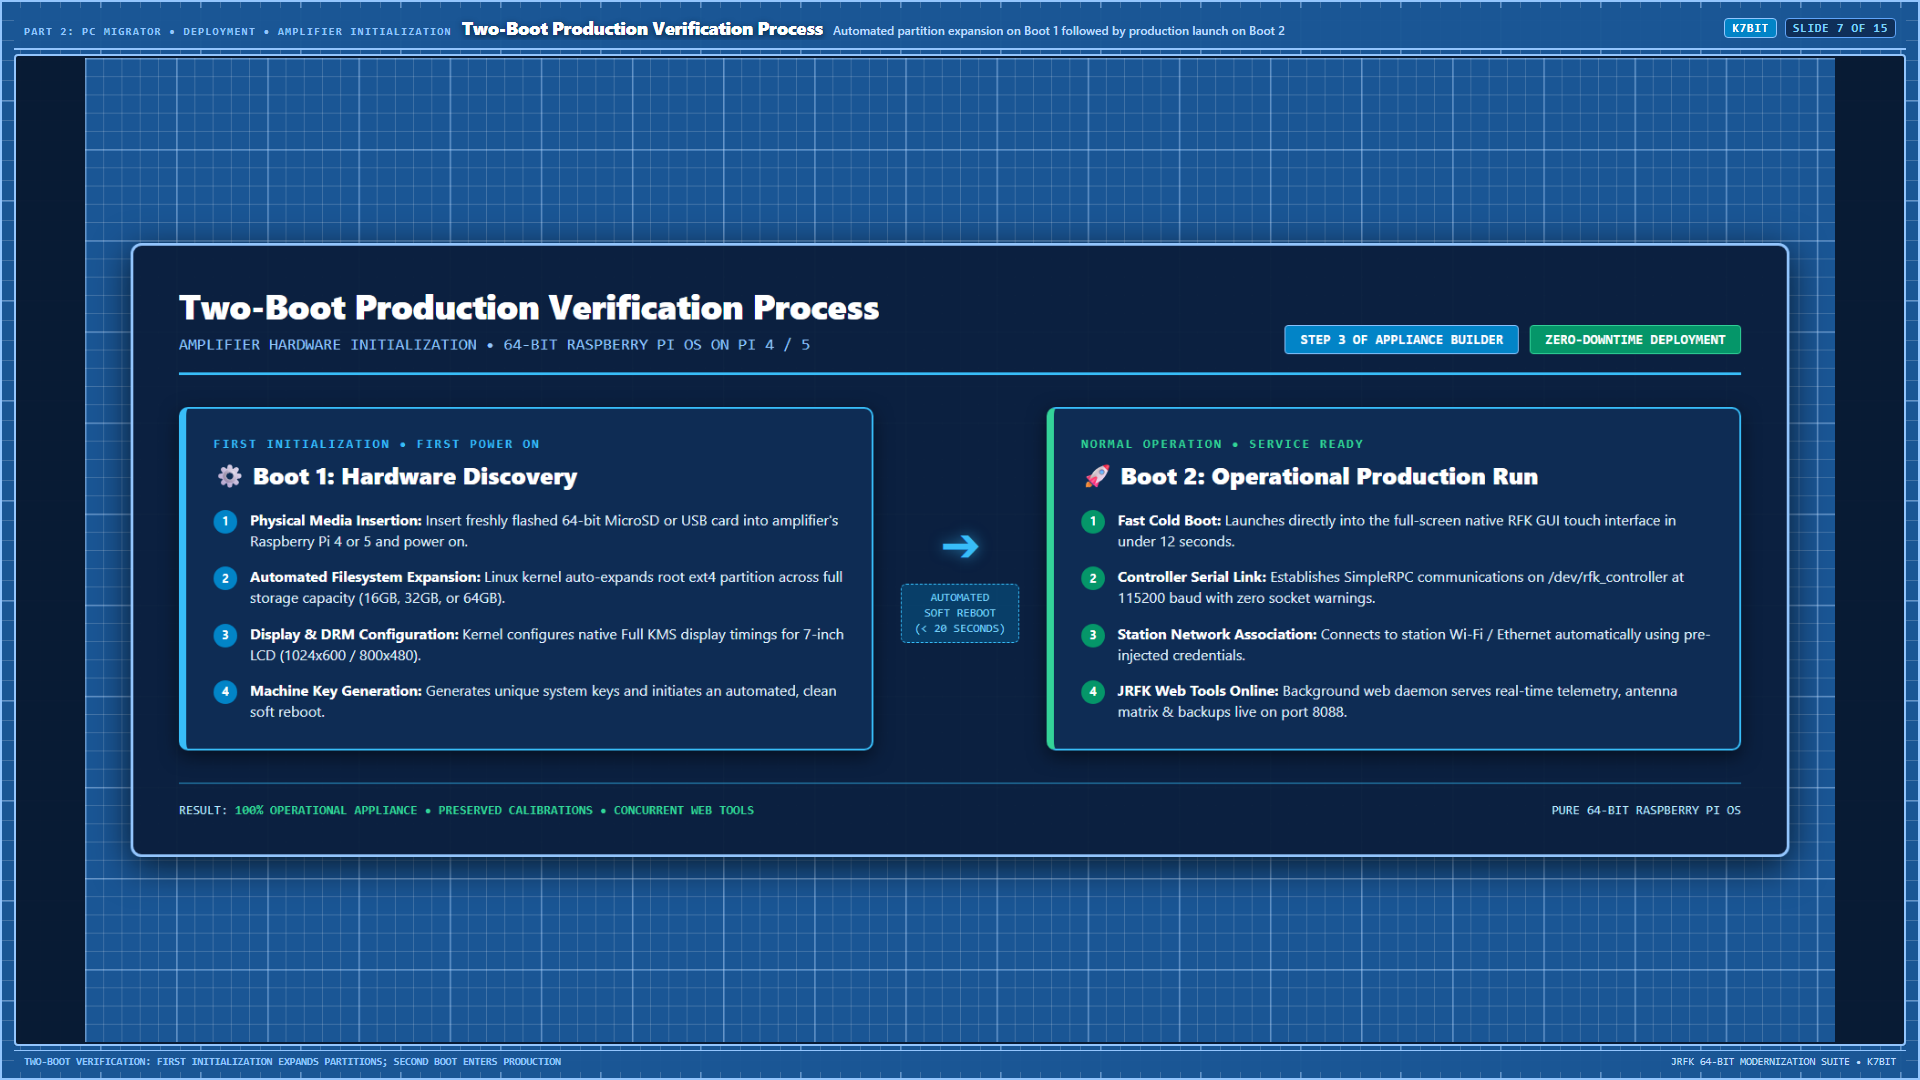 PART 2: PC MIGRATOR • DEPLOYMENT • AMPLIFIER INITIALIZATION Two-Boot Production Verification Process Automated partition expansion on Boot 1 followed by production launch on Boot 2
K7BIT SLIDE 7 OF 15
Two-Boot Production Verification Process
AMPLIFIER HARDWARE INITIALIZATION • 64-BIT RASPBERRY PI OS ON PI 4 / 5
STEP 3 OF APPLIANCE BUILDER
ZERO-DOWNTIME DEPLOYMENT
FIRST INITIALIZATION • FIRST POWER ON
Boot 1: Hardware Discovery
1 Physical Media Insertion: Insert freshly flashed 64-bit MicroSD or USB card into amplifier's
Raspberry Pi 4 or 5 and power on.
2 Automated Filesystem Expansion: Linux kernel auto-expands root ext4 partition across full
storage capacity (16GB, 32GB, or 64GB).
3 Display & DRM Configuration: Kernel configures native Full KMS display timings for 7-inch
LCD (1024x600 / 800x480).
4 Machine Key Generation: Generates unique system keys and initiates an automated, clean
soft reboot.
AUTOMATED
SOFT REBOOT
(< 20 SECONDS)
NORMAL OPERATION • SERVICE READY
Boot 2: Operational Production Run
1 Fast Cold Boot: Launches directly into the full-screen native RFK GUI touch interface in
under 12 seconds.
2 Controller Serial Link: Establishes SimpleRPC communications on /dev/rfk_controller at
115200 baud with zero socket warnings.
3 Station Network Association: Connects to station Wi-Fi / Ethernet automatically using pre-
injected credentials.
4 JRFK Web Tools Online: Background web daemon serves real-time telemetry, antenna
matrix & backups live on port 8088.
RESULT: 100% OPERATIONAL APPLIANCE • PRESERVED CALIBRATIONS • CONCURRENT WEB TOOLS
PURE 64-BIT RASPBERRY PI OS
TWO-BOOT VERIFICATION: FIRST INITIALIZATION EXPANDS PARTITIONS; SECOND BOOT ENTERS PRODUCTION
JRFK 64-BIT MODERNIZATION SUITE • K7BIT